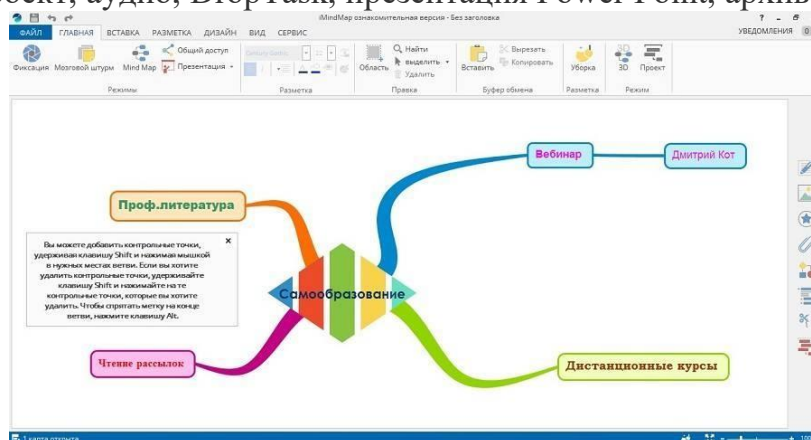 проект, аудио, DropTask, презентация Power Point, архив
iMindMap ознакомительная версия - Без заголовка
ФАЙЛ ГЛАВНАЯ ВСТАВКА РАЗМЕТКА ДИЗАЙН ВИД СЕРВИС УВЕДОМЛЕНИЯ 0
Фиксация Мозговой штурм Mind Map Общий доступ
Презентация
Область Найти
выделить
Удалить
Вставить Вырезать
Копировать
Уборка 3D Проект
Режимы Разметка Правка Буфер обмена Разметка Режим
Вебинар Дмитрий Кот
Проф.литература
Вы можете добавить контрольные точки,
удерживая клавишу Shift и нажимая мышкой
в нужных местах ветви. Если вы хотите
удалить контрольные точки, удерживайте
клавишу Shift и нажимайте на те
контрольные точки, которые вы хотите
удалить. Чтобы спрятать метку на конце
ветви, нажмите клавишу Alt.
Самообразование
Чтение рассылок
Дистанционные курсы
1 карта открыта